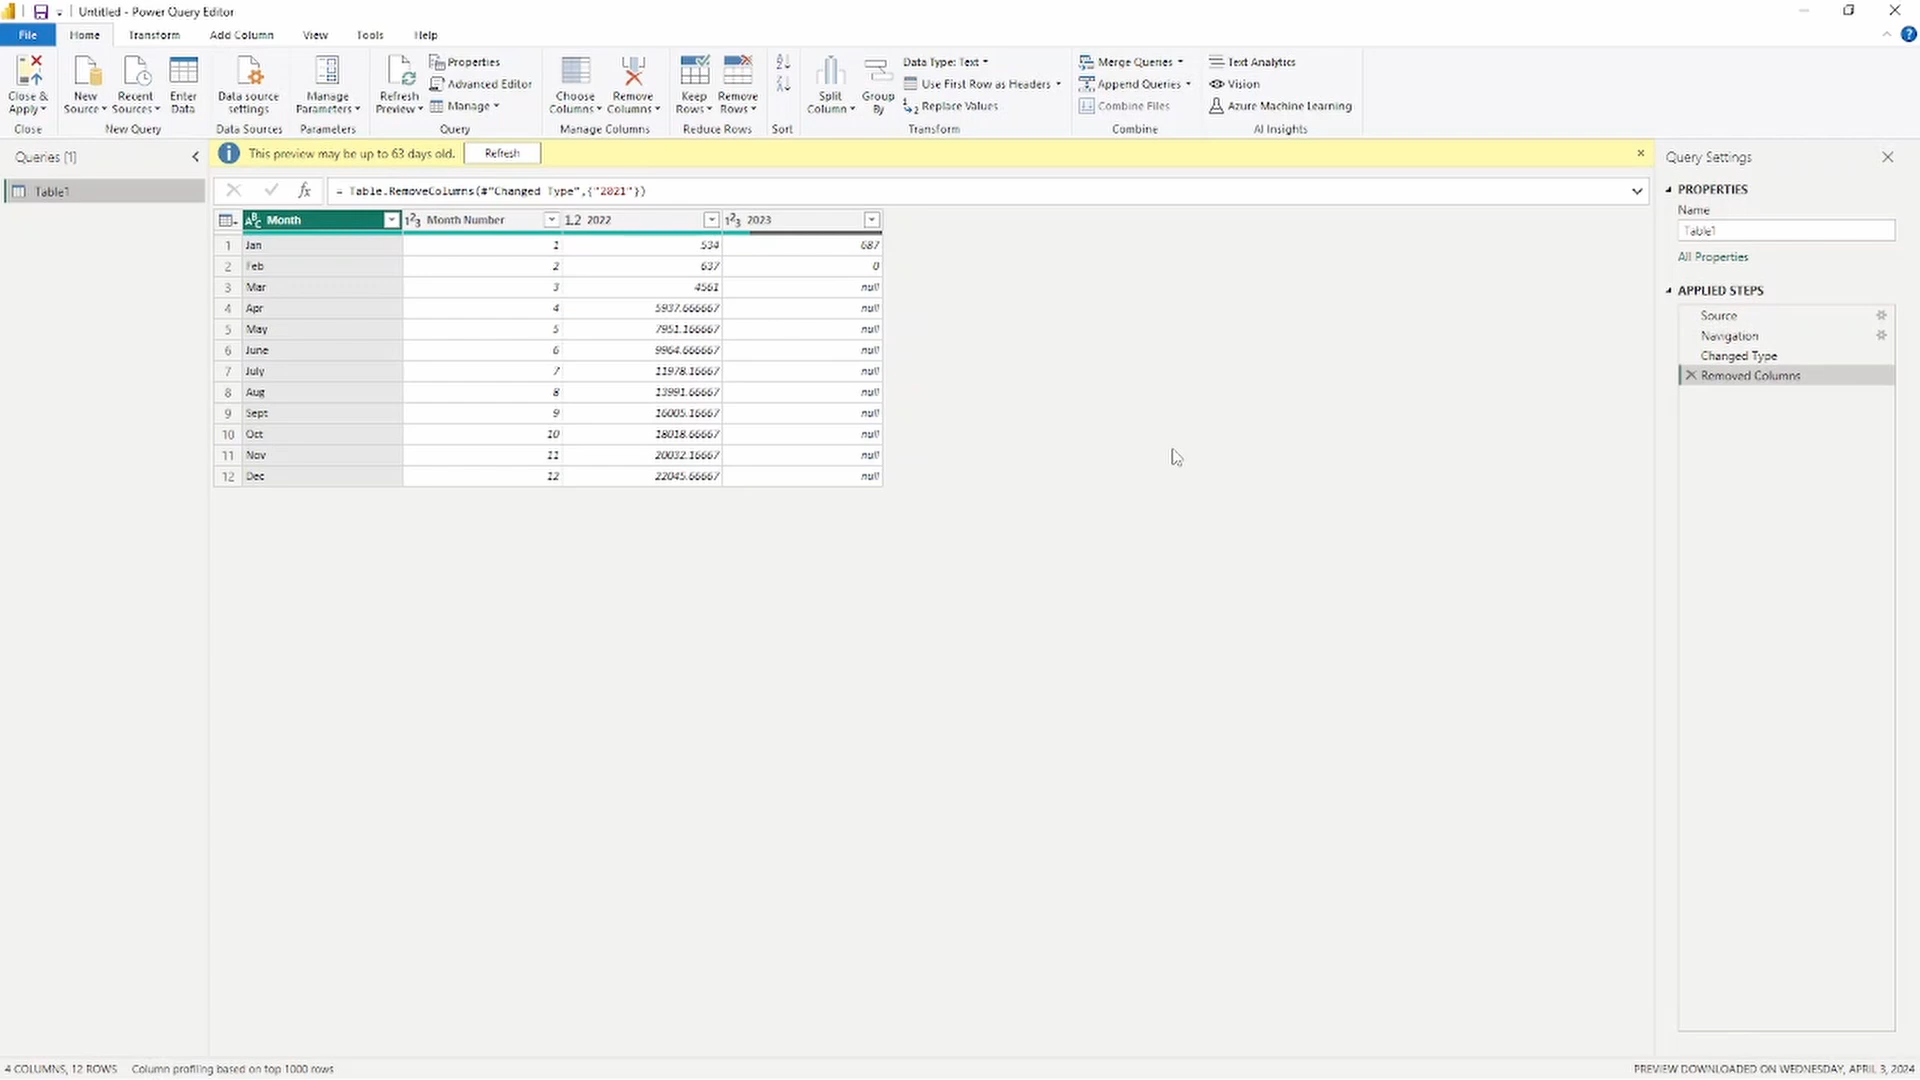 Untitled - Power Query Editor
File Home Transform Add Column View Tools Help
Close & Apply
New Source
Recent Sources
Enter Data
Data source settings
Manage Parameters
Refresh Preview
Properties
Advanced Editor
Manage
Choose Columns
Remove Columns
Keep Rows
Remove Rows
Split Column
Group By
Data Type: Text
Use First Row as Headers
Replace Values
Merge Queries
Append Queries
Combine Files
Text Analytics
Vision
Azure Machine Learning
Close New Query Data Sources Parameters Query Manage Columns Reduce Rows Sort Transform Combine AI Insights
Queries [1]
This preview may be up to 63 days old. Refresh
Table1
fx = Table.RemoveColumns(#"Changed Type",{"2021"})
ABC Month 123 Month Number 1.2 2022 123 2023
1 Jan 1 534 687
2 Feb 2 637 0
3 Mar 3 4561 null
4 Apr 4 5937.666667 null
5 May 5 7951.166667 null
6 June 6 9964.666667 null
7 July 7 11978.16667 null
8 Aug 8 13991.66667 null
9 Sept 9 16005.16667 null
10 Oct 10 18018.66667 null
11 Nov 11 20032.16667 null
12 Dec 12 22045.66667 null
Query Settings
PROPERTIES
Name
Table1
All Properties
APPLIED STEPS
Source
Navigation
Changed Type
Removed Columns
4 COLUMNS, 12 ROWS Column profiling based on top 1000 rows
PREVIEW DOWNLOADED ON WEDNESDAY, APRIL 3, 2024